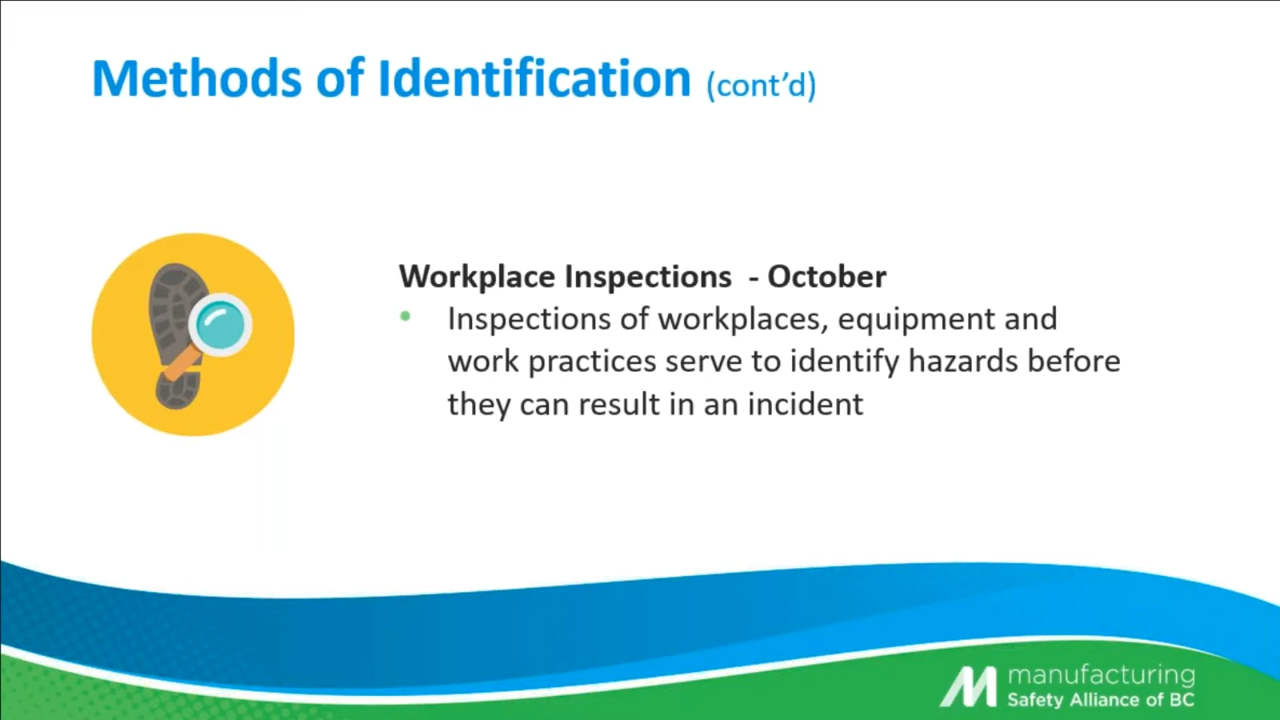 Methods of Identification (cont’d)
Workplace Inspections  - October
• Inspections of workplaces, equipment and
work practices serve to identify hazards before
they can result in an incident
manufacturing
Safety Alliance of BC